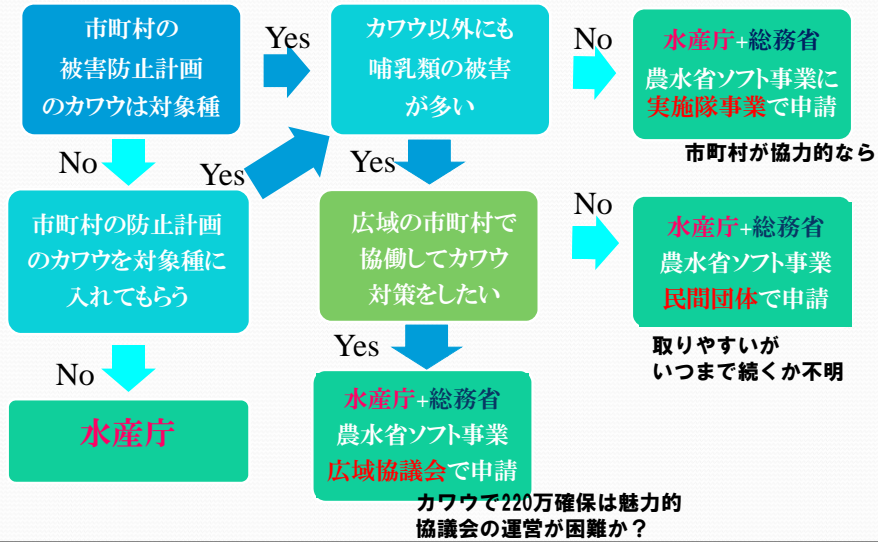 市町村の
被害防止計画
のカワウは対象種
Yes
カワウ以外にも
哺乳類の被害
が多い
No
水産庁+総務省
農水省ソフト事業に
実施隊事業で申請
市町村が協力的なら
No
Yes
Yes
市町村の防止計画
のカワウを対象種に
入れてもらう
広域の市町村で
協働してカワウ
対策をしたい
No
水産庁+総務省
農水省ソフト事業
民間団体で申請
取りやすいが
いつまで続くか不明
No
Yes
水産庁
水産庁+総務省
農水省ソフト事業
広域協議会で申請
カワウで220万確保は魅力的
協議会の運営が困難か？